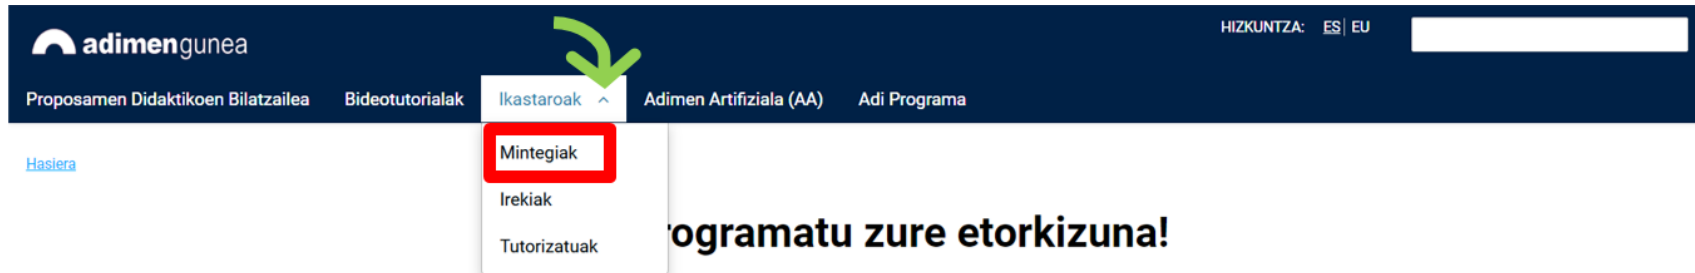 HIZKUNTZA: ES| EU
adimengunea
Proposamen Didaktikoen Bilatzailea Bideotutorialak Ikastaroak Adimen Artifiziala (AA) Adi Programa
Hasiera
Mintegiak
Irekiak
Tutorizatuak
rogramatu zure etorkizuna!